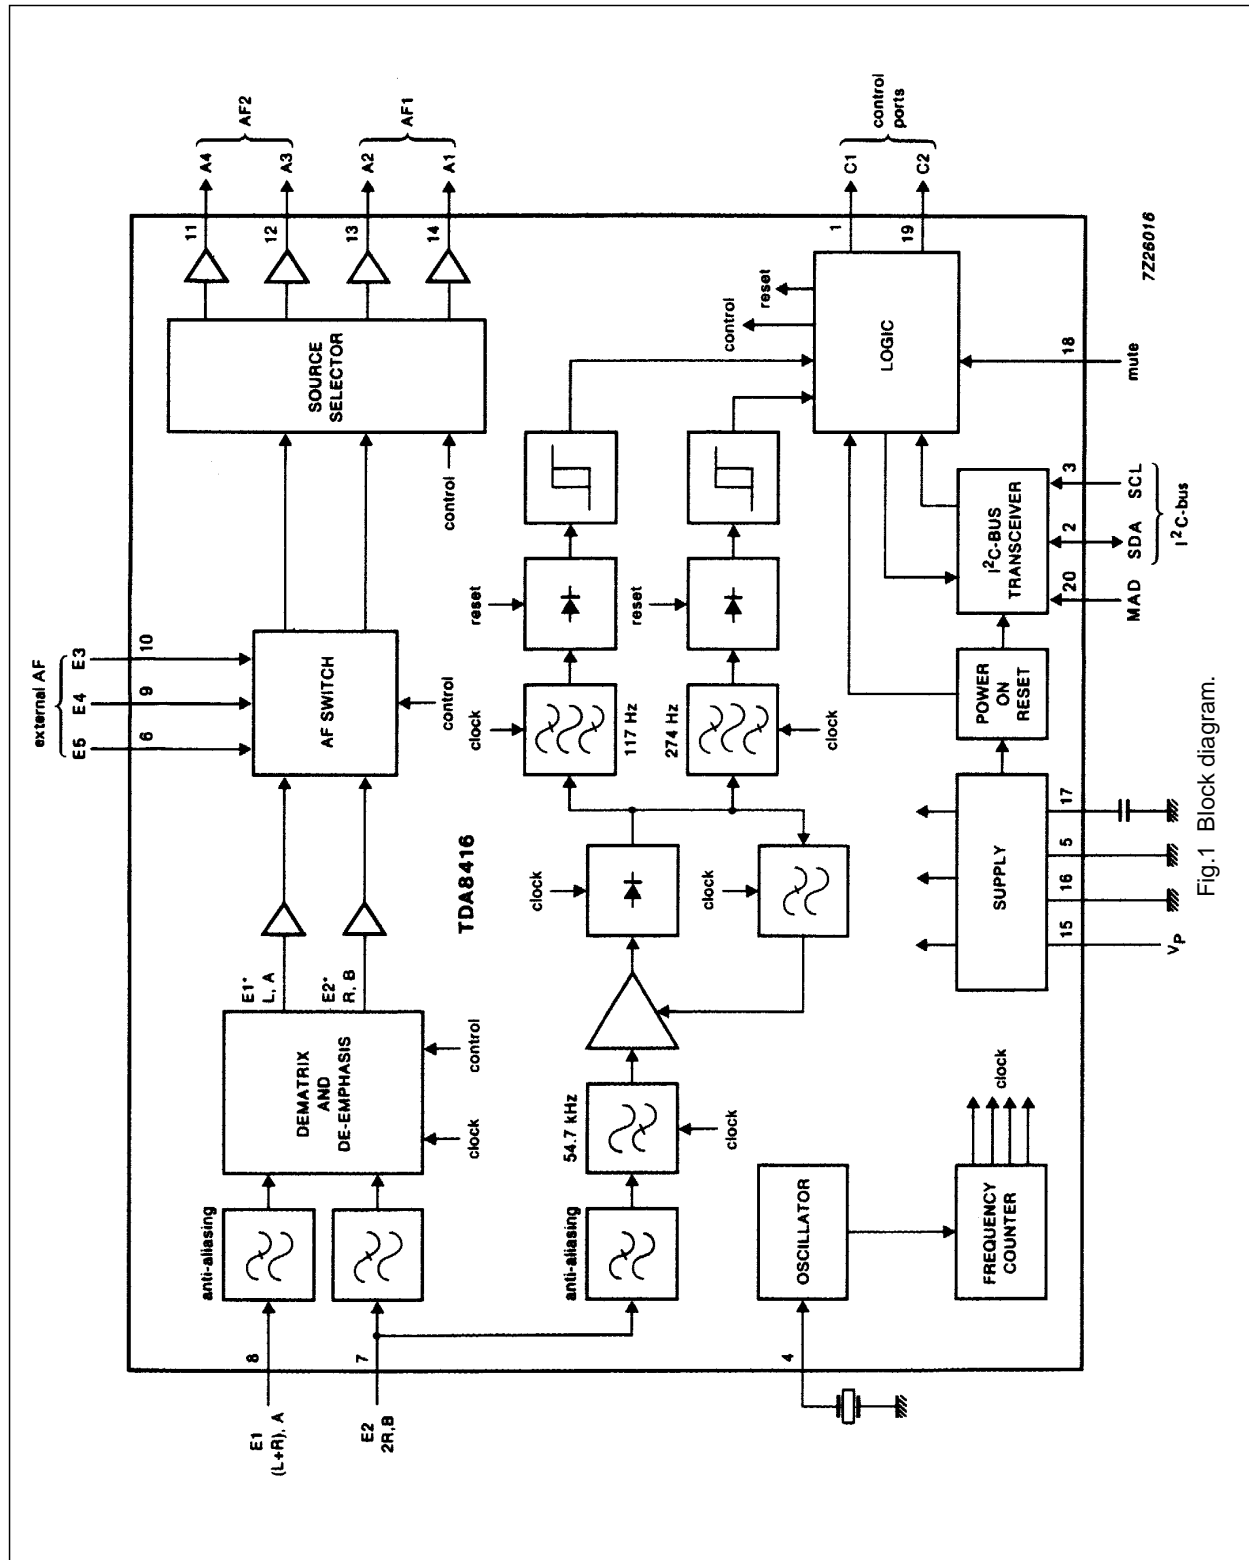 E1
(L+R), A
E2
2R,B
8
7
anti-aliasing
DEMATRIX
AND
DE-EMPHASIS
clock
control
E1*
L, A
E2*
R, B
external AF
E5
E4
E3
6
9
10
AF SWITCH
control
SOURCE
SELECTOR
control
11
12
13
14
A4
A3
A2
A1
AF2
AF1
TDA8416
anti-aliasing
54.7 kHz
clock
clock
clock
clock
117 Hz
reset
274 Hz
clock
reset
control
reset
LOGIC
1
19
C1
C2
control
ports
18
mute
4
OSCILLATOR
FREQUENCY
COUNTER
clock
SUPPLY
15
16
5
17
VP
POWER
ON
RESET
I²C-BUS
TRANSCEIVER
20
2
3
MAD
SDA
SCL
I²C-bus
7Z26016
Fig.1 Block diagram.